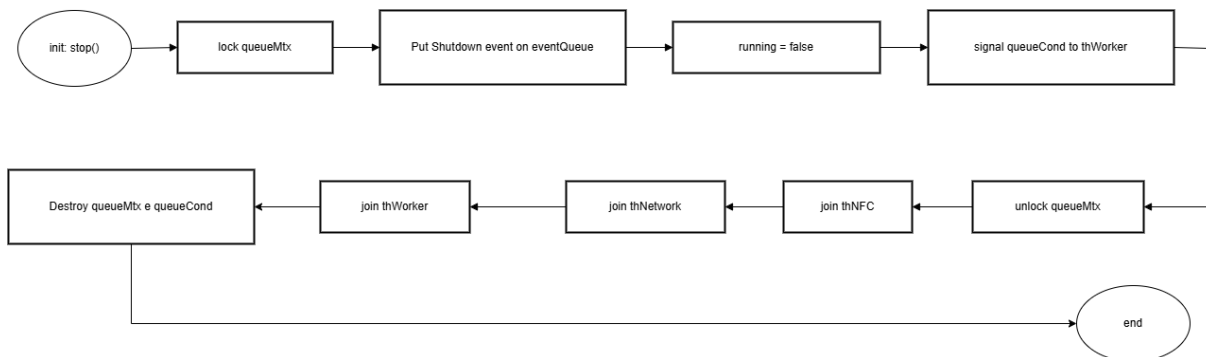 init: stop()
lock queueMtx
Put Shutdown event on eventQueue
running = false
signal queueCond to thWorker
unlock queueMtx
join thNFC
join thNetwork
join thWorker
Destroy queueMtx e queueCond
end